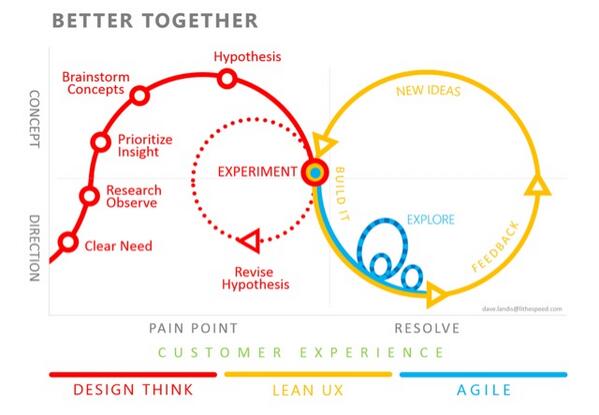 BETTER TOGETHER
Hypothesis
Brainstorm
Concepts
NEW IDEAS
CONCEPT
Prioritize
Insight
EXPERIMENT
BUILD IT
Research
Observe
EXPLORE
Clear Need
FEEDBACK
DIRECTION
Revise
Hypothesis
dave.landis@lithespeed.com
PAIN POINT
RESOLVE
CUSTOMER EXPERIENCE
DESIGN THINK
LEAN UX
AGILE